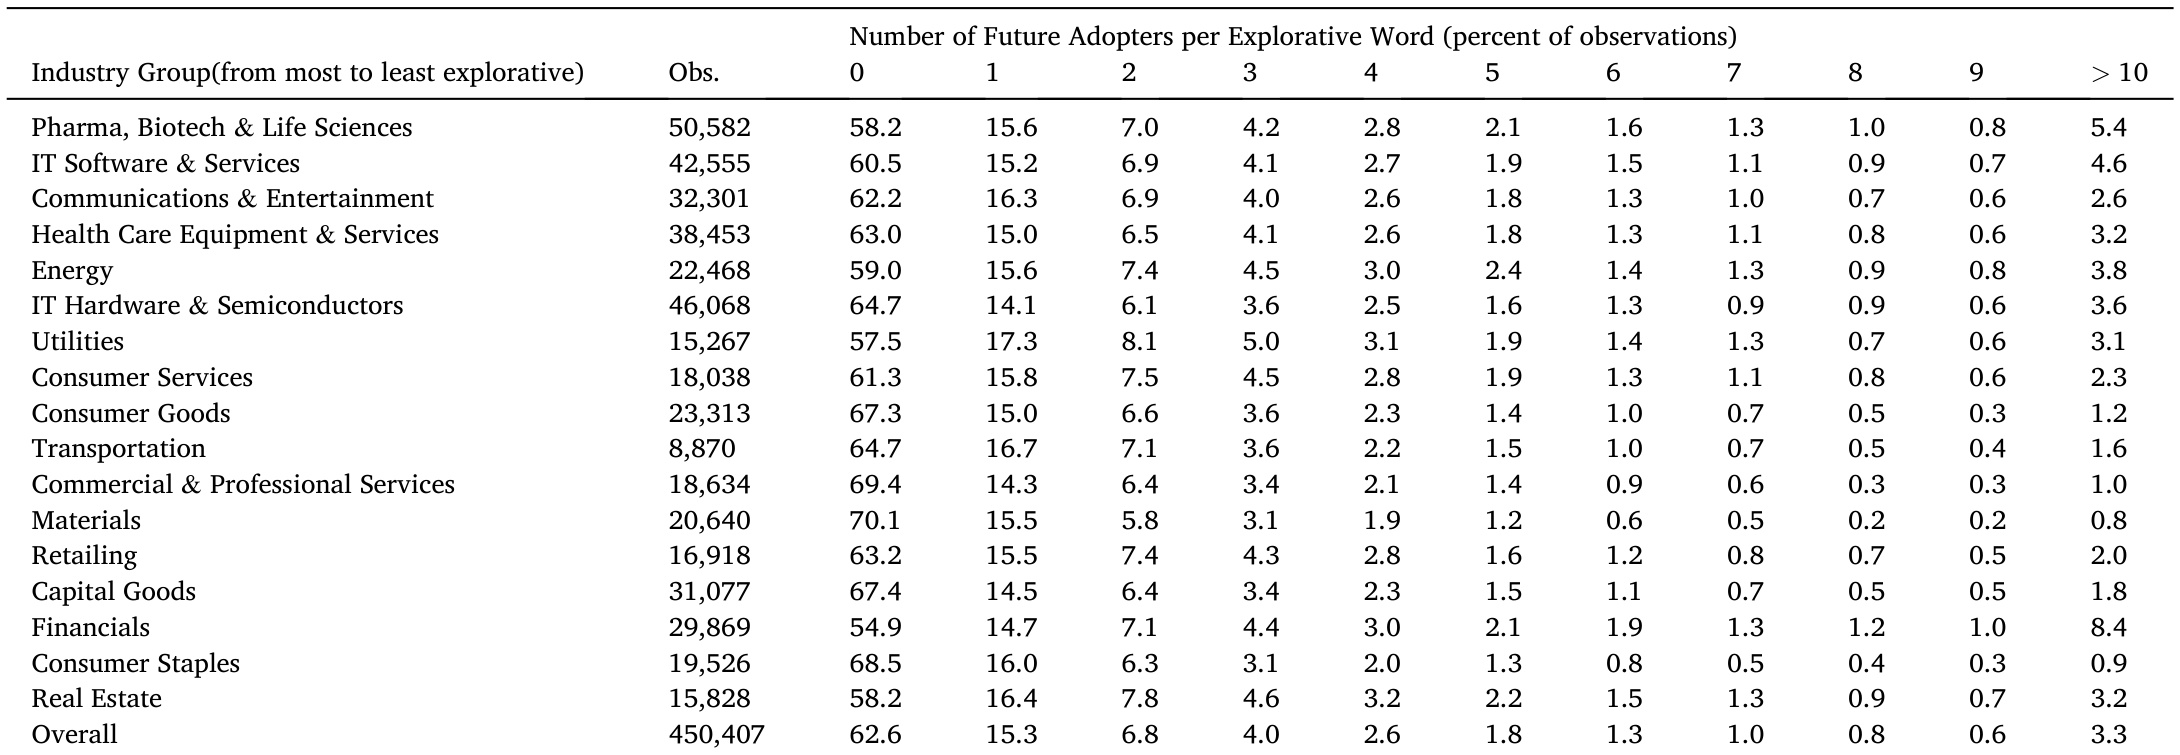 Number of Future Adopters per Explorative Word (percent of observations)
Industry Group(from most to least explorative) Obs. 0 1 2 3 4 5 6 7 8 9 > 10
Pharma, Biotech & Life Sciences 50,582 58.2 15.6 7.0 4.2 2.8 2.1 1.6 1.3 1.0 0.8 5.4
IT Software & Services 42,555 60.5 15.2 6.9 4.1 2.7 1.9 1.5 1.1 0.9 0.7 4.6
Communications & Entertainment 32,301 62.2 16.3 6.9 4.0 2.6 1.8 1.3 1.0 0.7 0.6 2.6
Health Care Equipment & Services 38,453 63.0 15.0 6.5 4.1 2.6 1.8 1.3 1.1 0.8 0.6 3.2
Energy 22,468 59.0 15.6 7.4 4.5 3.0 2.4 1.4 1.3 0.9 0.8 3.8
IT Hardware & Semiconductors 46,068 64.7 14.1 6.1 3.6 2.5 1.6 1.3 0.9 0.9 0.6 3.6
Utilities 15,267 57.5 17.3 8.1 5.0 3.1 1.9 1.4 1.3 0.7 0.6 3.1
Consumer Services 18,038 61.3 15.8 7.5 4.5 2.8 1.9 1.3 1.1 0.8 0.6 2.3
Consumer Goods 23,313 67.3 15.0 6.6 3.6 2.3 1.4 1.0 0.7 0.5 0.3 1.2
Transportation 8,870 64.7 16.7 7.1 3.6 2.2 1.5 1.0 0.7 0.5 0.4 1.6
Commercial & Professional Services 18,634 69.4 14.3 6.4 3.4 2.1 1.4 0.9 0.6 0.3 0.3 1.0
Materials 20,640 70.1 15.5 5.8 3.1 1.9 1.2 0.6 0.5 0.2 0.2 0.8
Retailing 16,918 63.2 15.5 7.4 4.3 2.8 1.6 1.2 0.8 0.7 0.5 2.0
Capital Goods 31,077 67.4 14.5 6.4 3.4 2.3 1.5 1.1 0.7 0.5 0.5 1.8
Financials 29,869 54.9 14.7 7.1 4.4 3.0 2.1 1.9 1.3 1.2 1.0 8.4
Consumer Staples 19,526 68.5 16.0 6.3 3.1 2.0 1.3 0.8 0.5 0.4 0.3 0.9
Real Estate 15,828 58.2 16.4 7.8 4.6 3.2 2.2 1.5 1.3 0.9 0.7 3.2
Overall 450,407 62.6 15.3 6.8 4.0 2.6 1.8 1.3 1.0 0.8 0.6 3.3